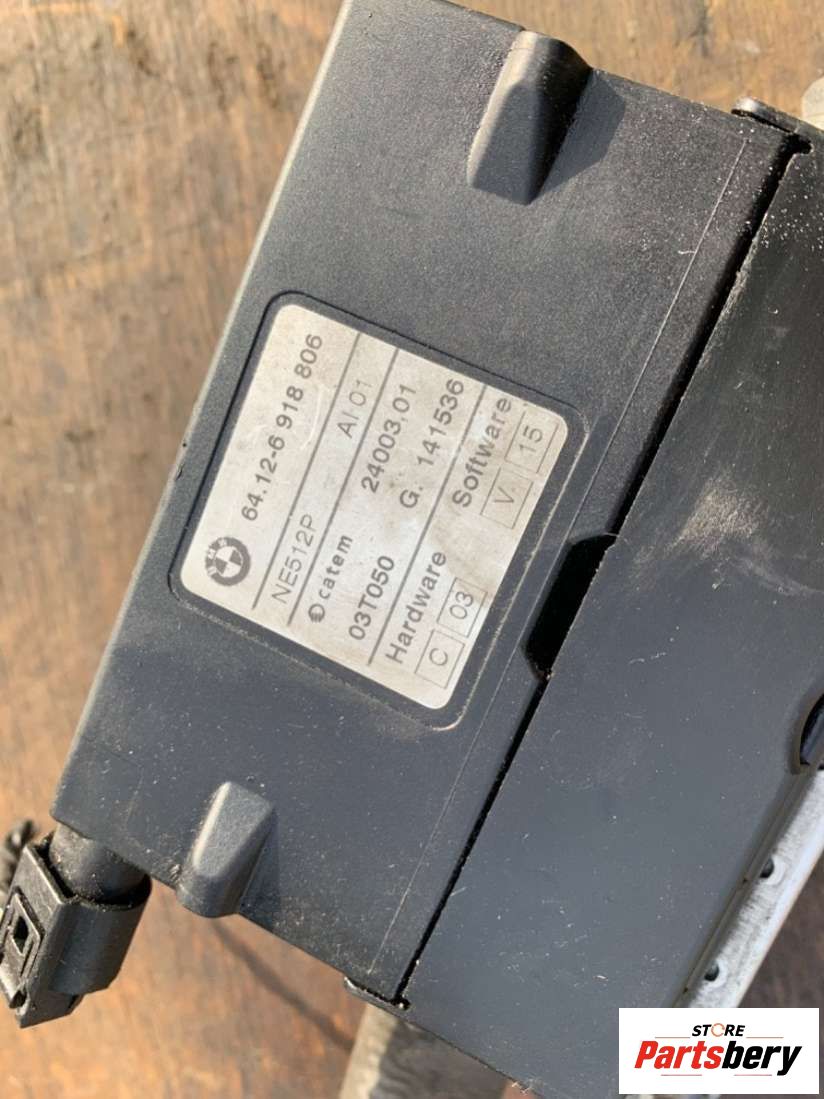 64.12-6 918 806
NE512P AI 01
catem 24003.01
03T050 G. 141536
Hardware Software
C 03 V 15
STORE
Partsbery